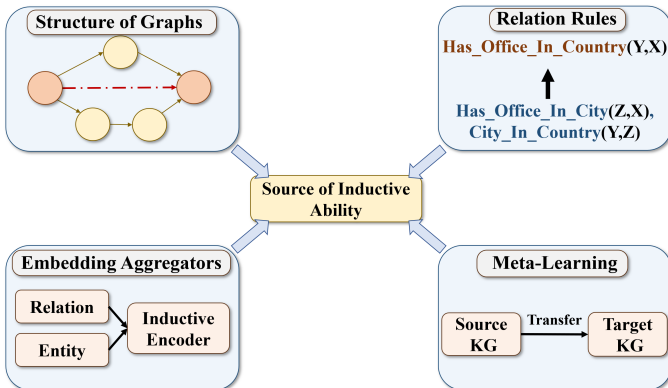 Structure of Graphs
Relation Rules
Has_Office_In_Country(Y,X)
Has_Office_In_City(Z,X),
City_In_Country(Y,Z)
Source of Inductive
Ability
Embedding Aggregators
Relation
Entity
Inductive
Encoder
Meta-Learning
Source
KG
Transfer
Target
KG